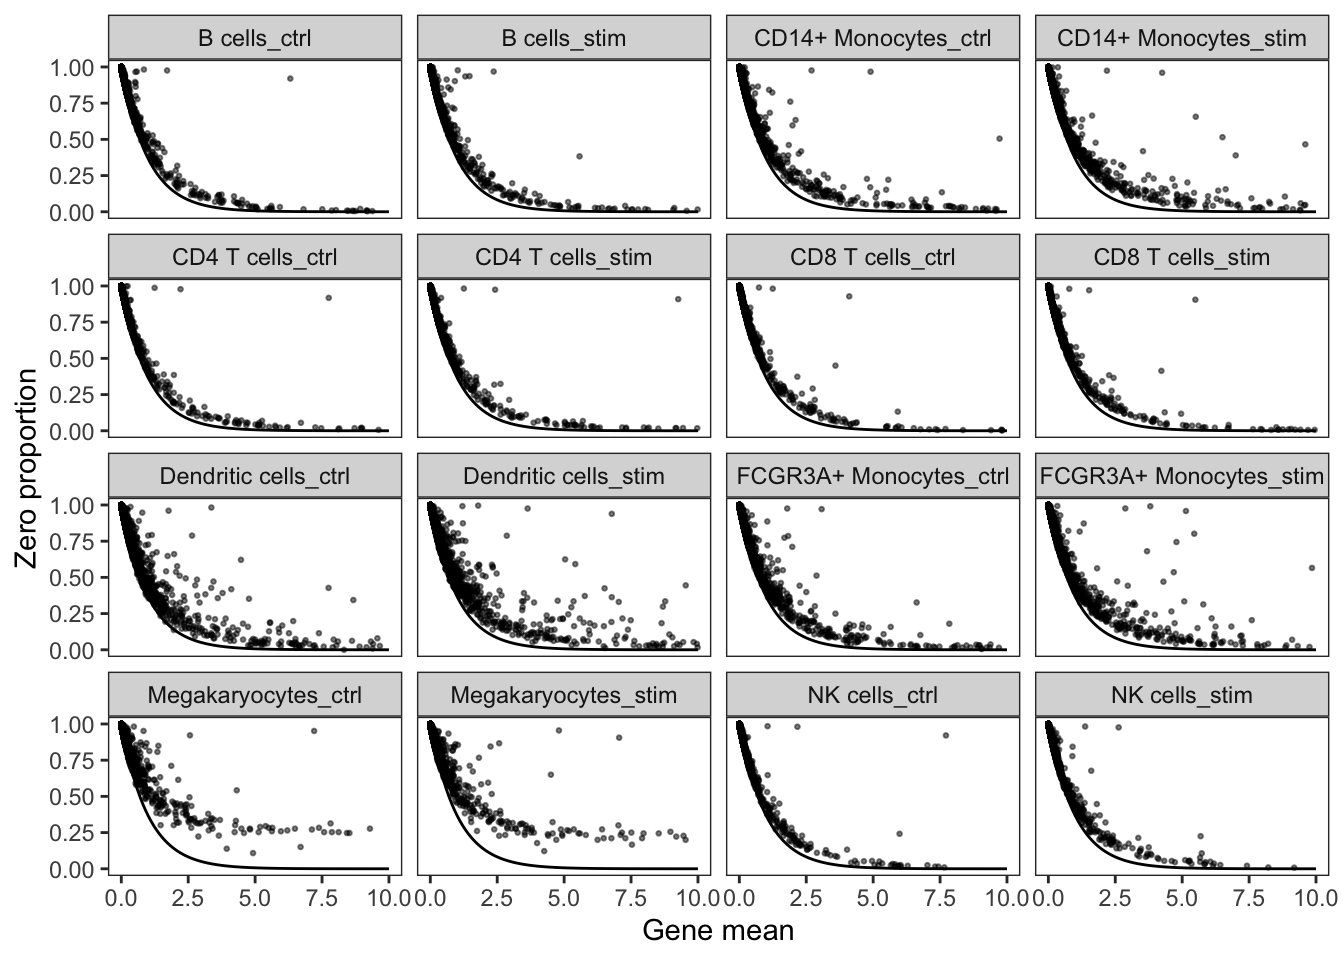 B cells_ctrl
B cells_stim
CD14+ Monocytes_ctrl
CD14+ Monocytes_stim
1.00
0.75
0.50
0.25
0.00
CD4 T cells_ctrl
CD4 T cells_stim
CD8 T cells_ctrl
CD8 T cells_stim
1.00
0.75
0.50
0.25
0.00
Zero proportion
Dendritic cells_ctrl
Dendritic cells_stim
FCGR3A+ Monocytes_ctrl
FCGR3A+ Monocytes_stim
1.00
0.75
0.50
0.25
0.00
Megakaryocytes_ctrl
Megakaryocytes_stim
NK cells_ctrl
NK cells_stim
1.00
0.75
0.50
0.25
0.00
0.0 2.5 5.0 7.5 10.0
0.0 2.5 5.0 7.5 10.0
0.0 2.5 5.0 7.5 10.0
0.0 2.5 5.0 7.5 10.0
Gene mean